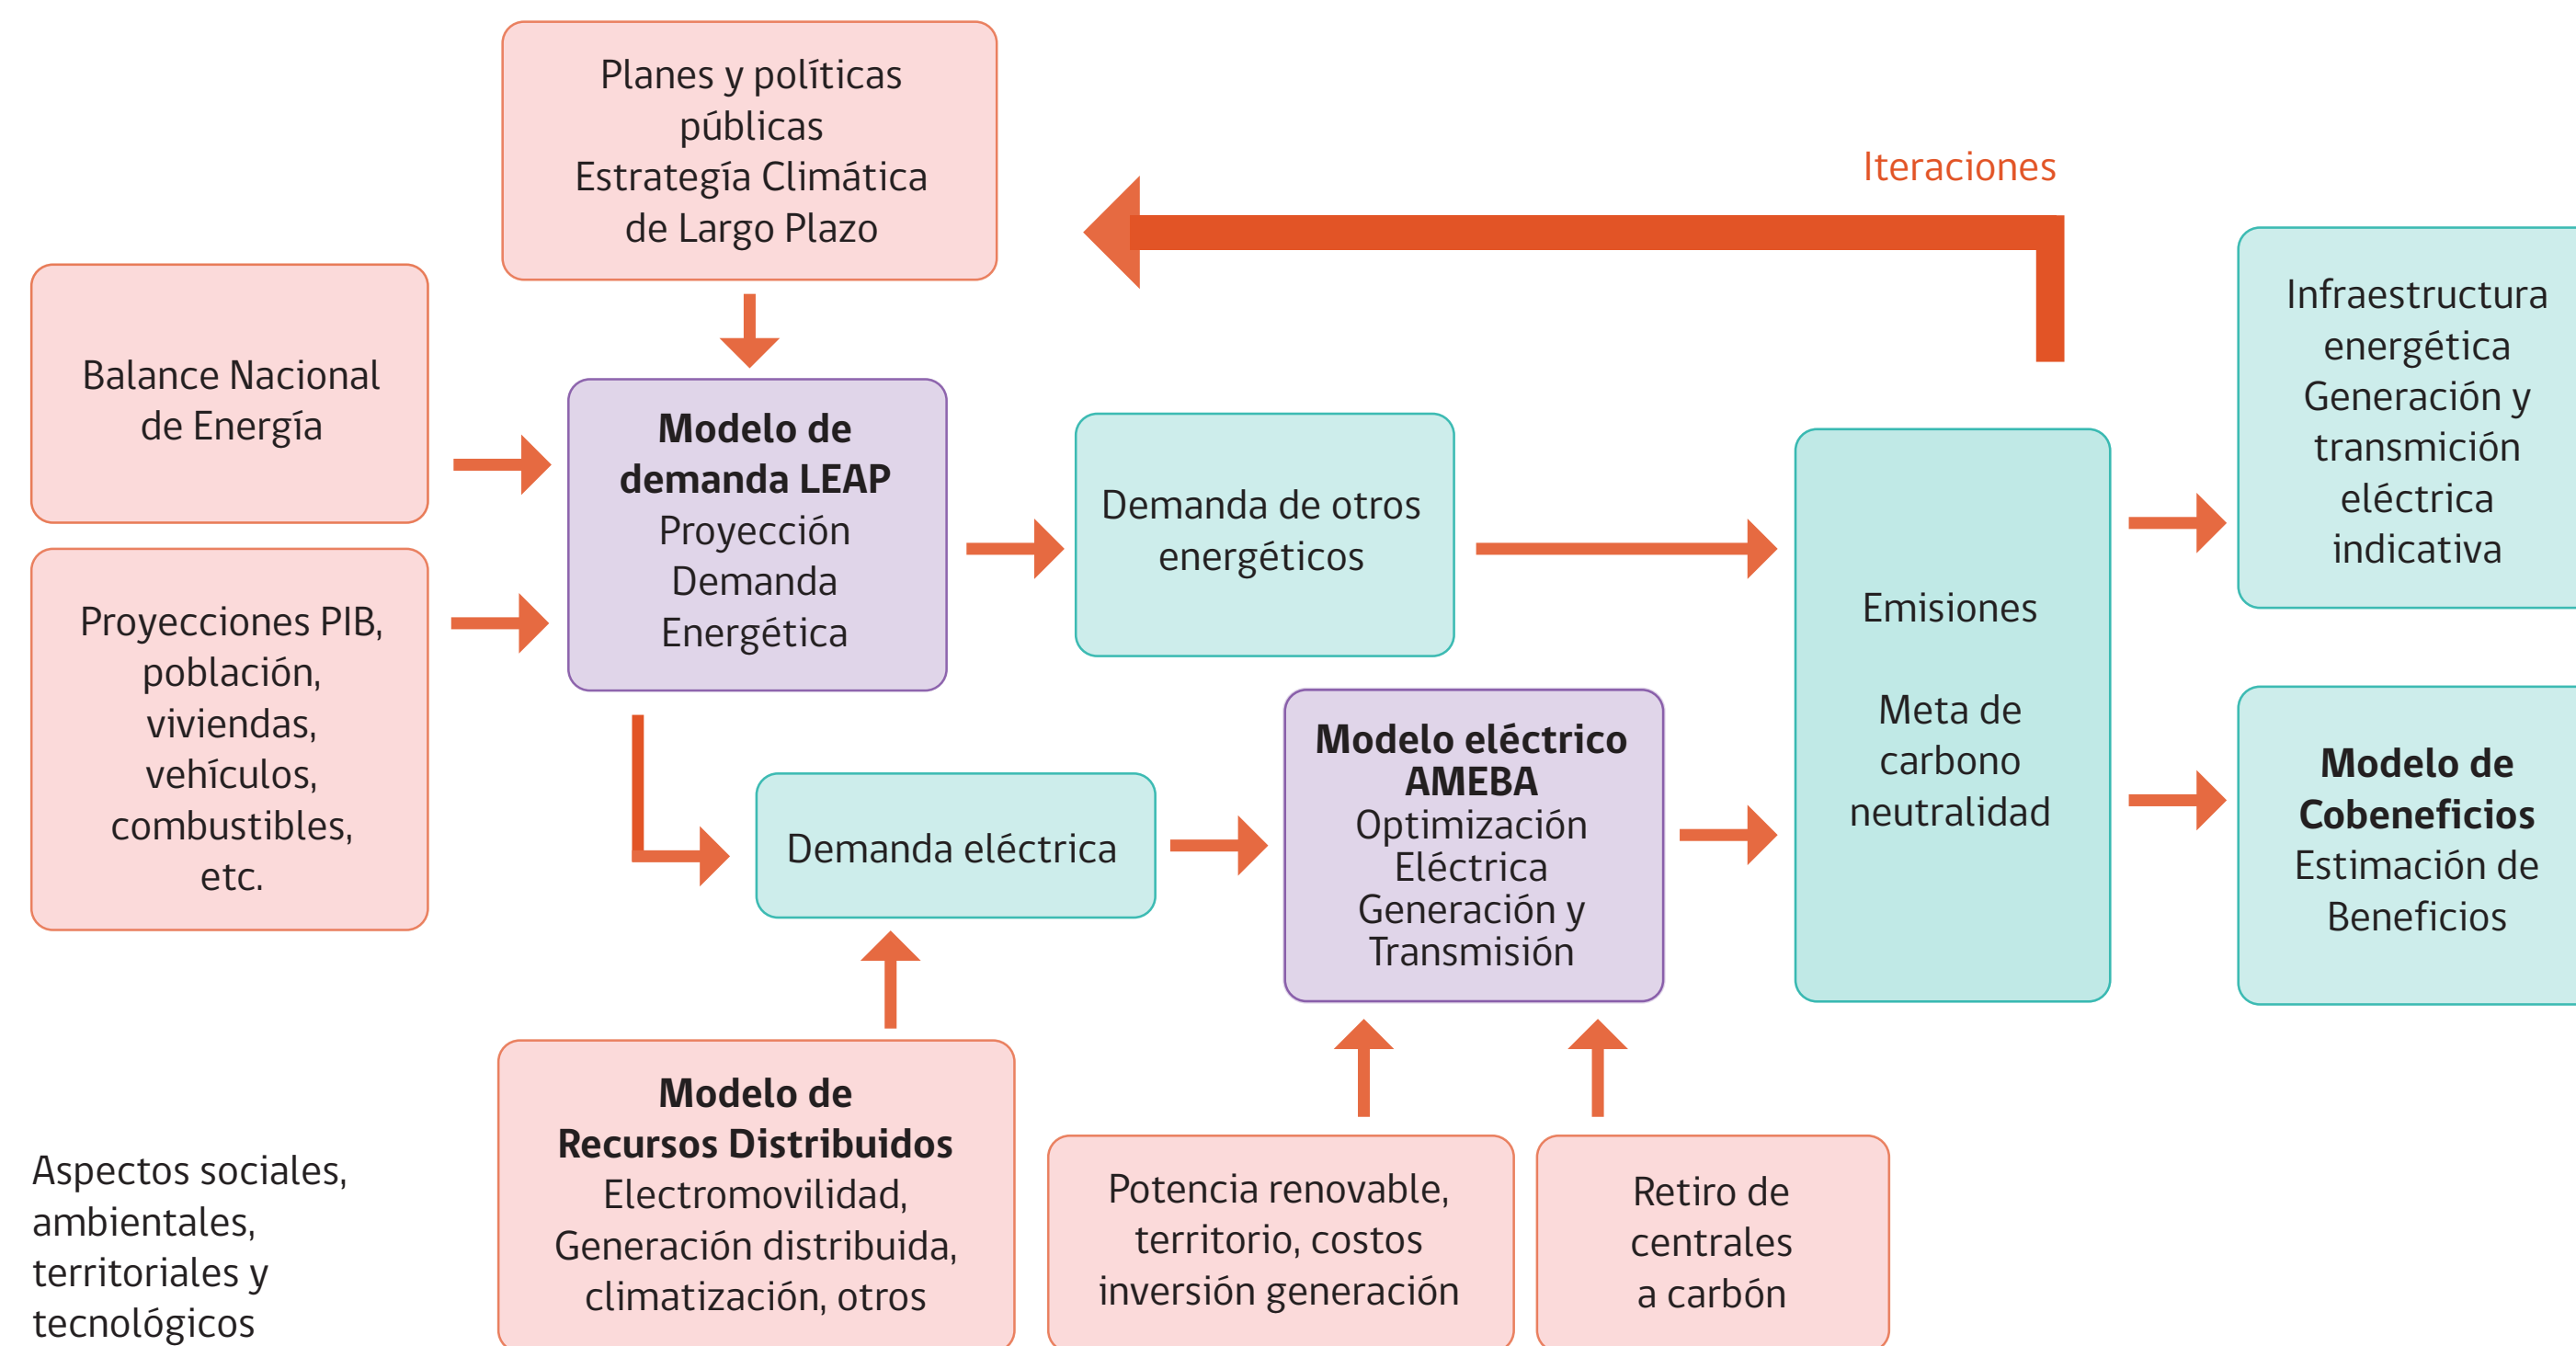 Planes y políticas
públicas
Estrategía Climática
de Largo Plazo
Iteraciones
Balance Nacional
de Energía
Proyecciones PIB,
población,
viviendas,
vehículos,
combustibles,
etc.
Modelo de
demanda LEAP
Proyección
Demanda
Energética
Demanda de otros
energéticos
Demanda eléctrica
Modelo eléctrico
AMEBA
Optimización
Eléctrica
Generación y
Transmisión
Emisiones
Meta de
carbono
neutralidad
Infraestructura
energética
Generación y
transmición
eléctrica
indicativa
Modelo de
Cobeneficios
Estimación de
Beneficios
Aspectos sociales,
ambientales,
territoriales y
tecnológicos
Modelo de
Recursos Distribuidos
Electromovilidad,
Generación distribuida,
climatización, otros
Potencia renovable,
territorio, costos
inversión generación
Retiro de
centrales
a carbón